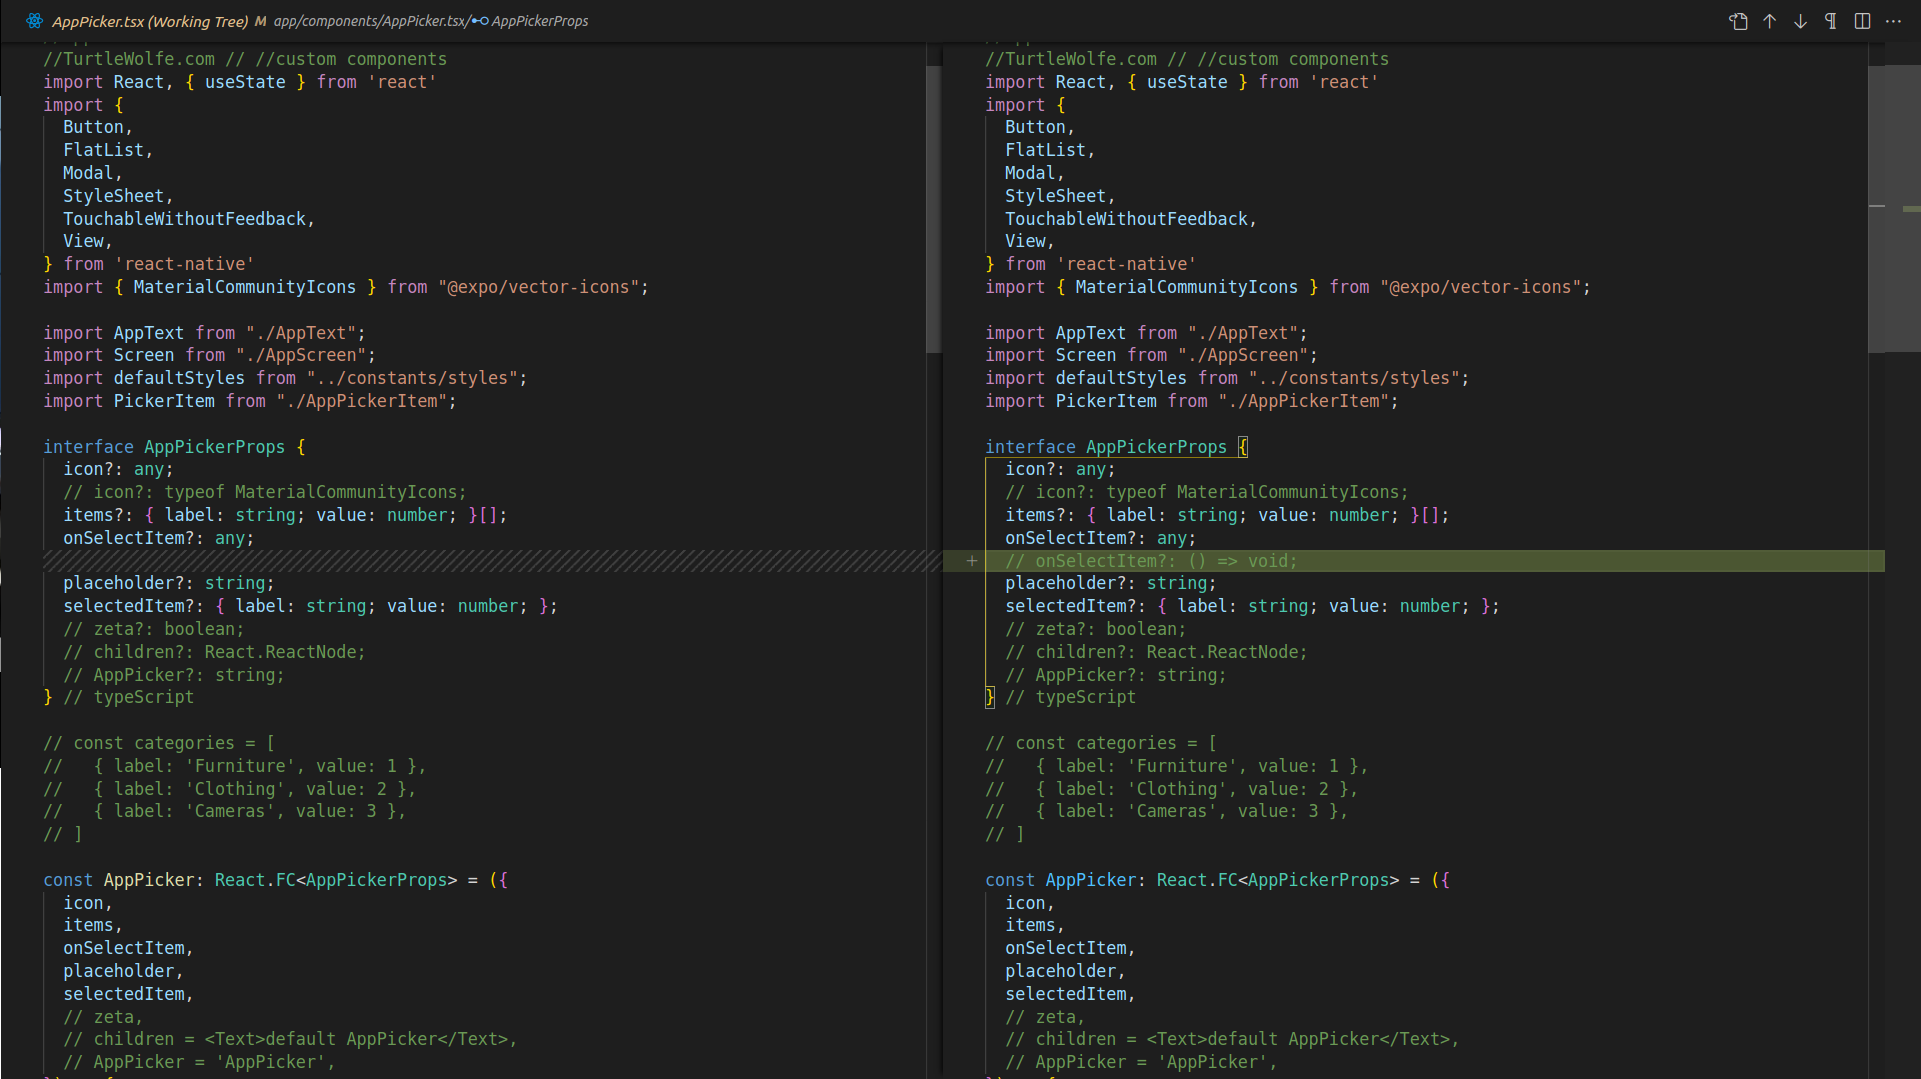 AppPicker.tsx (Working Tree) M app/components/AppPicker.tsx/ AppPickerProps
//TurtleWolfe.com // //custom components
import React, { useState } from 'react'
import {
  Button,
  FlatList,
  Modal,
  StyleSheet,
  TouchableWithoutFeedback,
  View,
} from 'react-native'
import { MaterialCommunityIcons } from "@expo/vector-icons";
import AppText from "./AppText";
import Screen from "./AppScreen";
import defaultStyles from "../constants/styles";
import PickerItem from "./AppPickerItem";
interface AppPickerProps {
  icon?: any;
  // icon?: typeof MaterialCommunityIcons;
  items?: { label: string; value: number; }[];
  onSelectItem?: any;
  placeholder?: string;
  selectedItem?: { label: string; value: number; };
  // zeta?: boolean;
  // children?: React.ReactNode;
  // AppPicker?: string;
} // typeScript
// const categories = [
//   { label: 'Furniture', value: 1 },
//   { label: 'Clothing', value: 2 },
//   { label: 'Cameras', value: 3 },
// ]
const AppPicker: React.FC<AppPickerProps> = ({
  icon,
  items,
  onSelectItem,
  placeholder,
  selectedItem,
  // zeta,
  // children = <Text>default AppPicker</Text>,
  // AppPicker = 'AppPicker',
//TurtleWolfe.com // //custom components
import React, { useState } from 'react'
import {
  Button,
  FlatList,
  Modal,
  StyleSheet,
  TouchableWithoutFeedback,
  View,
} from 'react-native'
import { MaterialCommunityIcons } from "@expo/vector-icons";
import AppText from "./AppText";
import Screen from "./AppScreen";
import defaultStyles from "../constants/styles";
import PickerItem from "./AppPickerItem";
interface AppPickerProps {
  icon?: any;
  // icon?: typeof MaterialCommunityIcons;
  items?: { label: string; value: number; }[];
  onSelectItem?: any;
+ // onSelectItem?: () => void;
  placeholder?: string;
  selectedItem?: { label: string; value: number; };
  // zeta?: boolean;
  // children?: React.ReactNode;
  // AppPicker?: string;
} // typeScript
// const categories = [
//   { label: 'Furniture', value: 1 },
//   { label: 'Clothing', value: 2 },
//   { label: 'Cameras', value: 3 },
// ]
const AppPicker: React.FC<AppPickerProps> = ({
  icon,
  items,
  onSelectItem,
  placeholder,
  selectedItem,
  // zeta,
  // children = <Text>default AppPicker</Text>,
  // AppPicker = 'AppPicker',